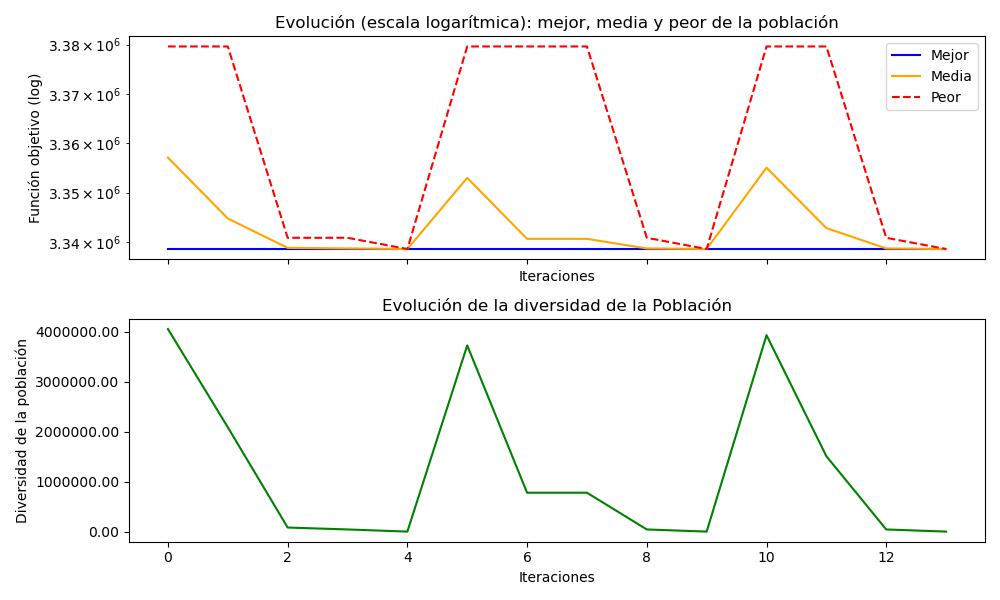 Evolución (escala logarítmica): mejor, media y peor de la población
Función objetivo (log)
3.38 × 10⁶
3.37 × 10⁶
3.36 × 10⁶
3.35 × 10⁶
3.34 × 10⁶
Mejor
Media
Peor
Iteraciones
Evolución de la diversidad de la Población
Diversidad de la población
4000000.00
3000000.00
2000000.00
1000000.00
0.00
0 2 4 6 8 10 12
Iteraciones